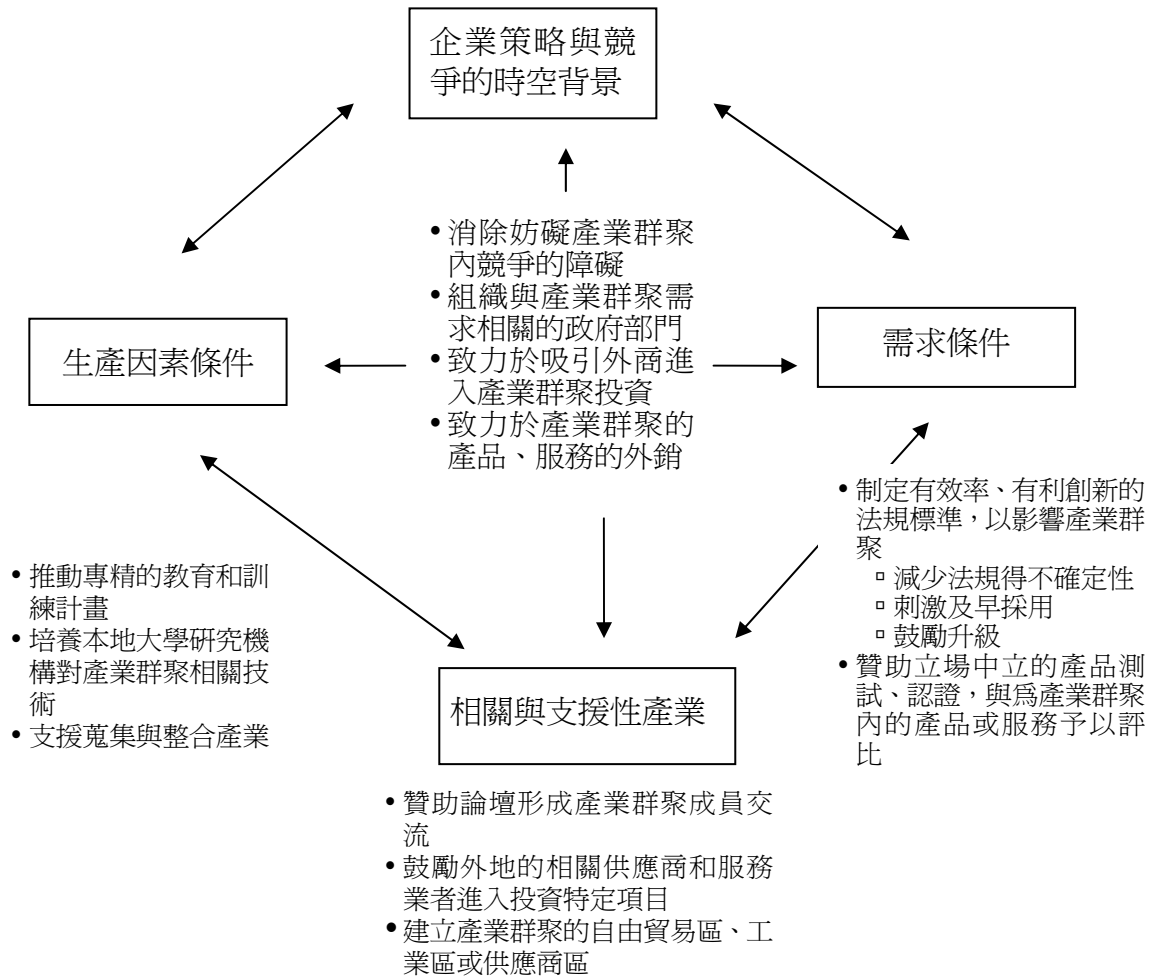 企業策略與競
爭的時空背景
•消除妨礙產業群聚
內競爭的障礙
•組織與產業群聚需
求相關的政府部門
•致力於吸引外商進
入產業群聚投資
•致力於產業群聚的
產品、服務的外銷
生產因素條件
需求條件
•制定有效率、有利創新的
法規標準，以影響產業群
聚
▫減少法規得不確定性
▫刺激及早採用
▫鼓勵升級
•贊助立場中立的產品測
試、認證，與為產業群聚
內的產品或服務予以評
比
•推動專精的教育和訓
練計畫
•培養本地大學研究機
構對產業群聚相關技
術
•支援蒐集與整合產業
相關與支援性產業
•贊助論壇形成產業群聚成員交
流
•鼓勵外地的相關供應商和服務
業者進入投資特定項目
•建立產業群聚的自由貿易區、工
業區或供應商區